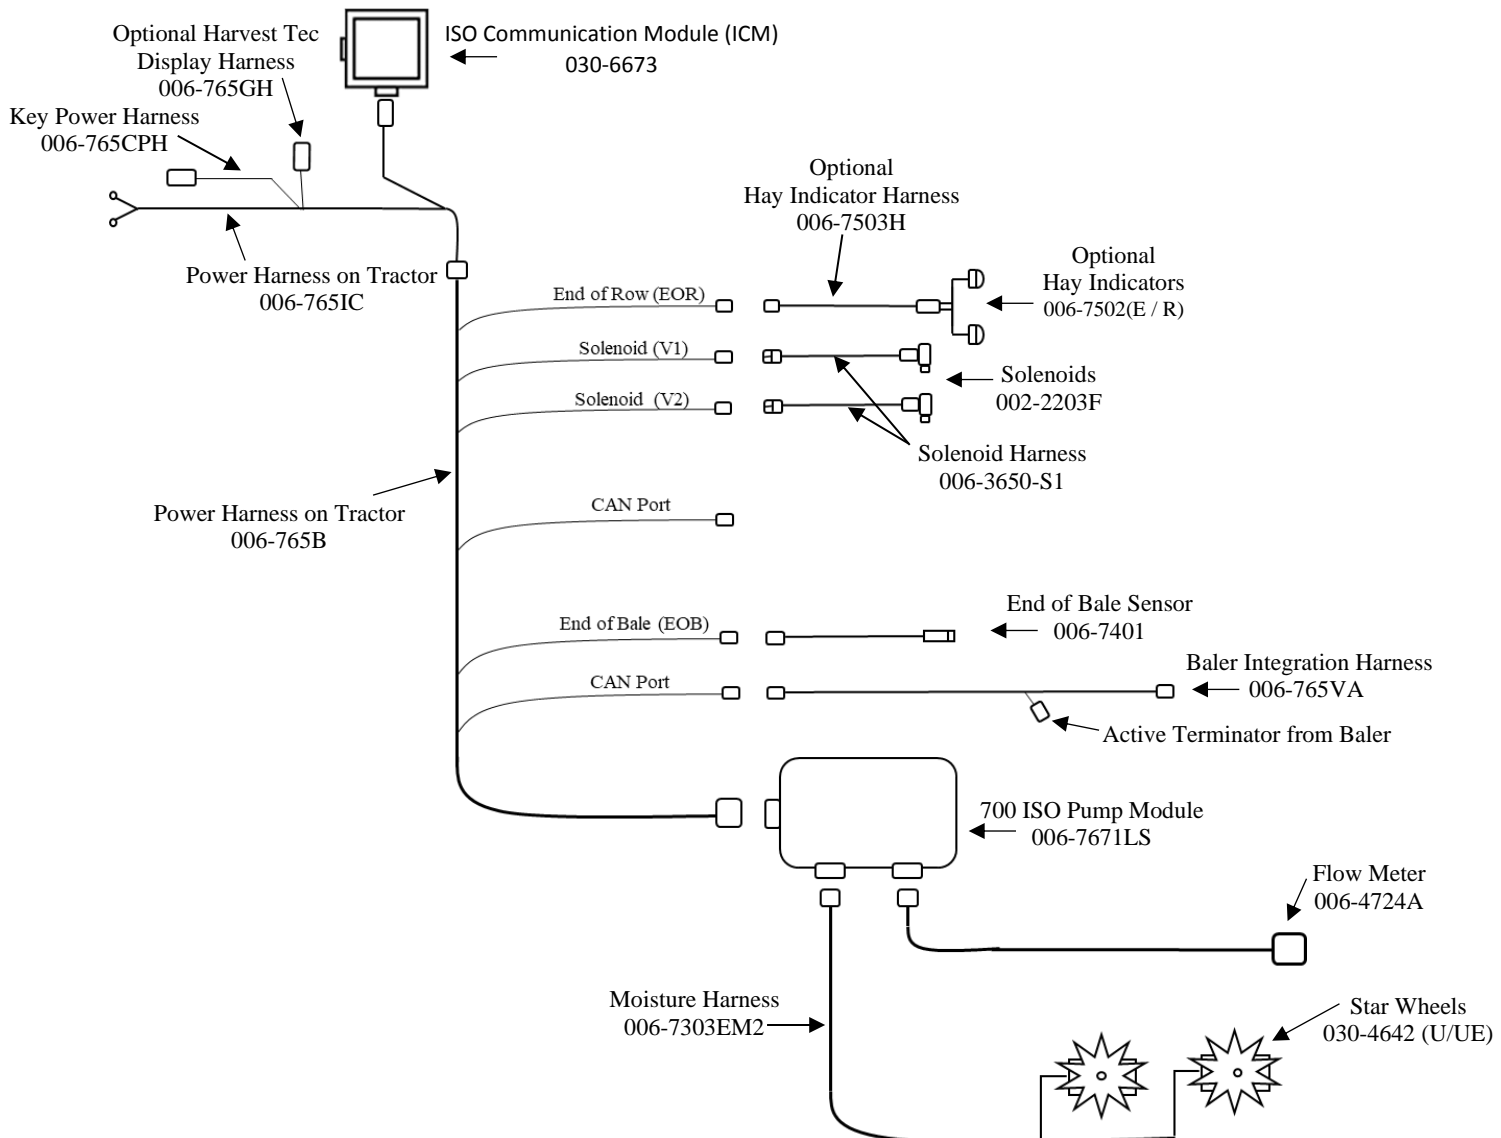 Optional Harvest Tec
Display Harness
006-765GH
ISO Communication Module (ICM)
030-6673
Key Power Harness
006-765CPH
Power Harness on Tractor
006-765IC
Optional
Hay Indicator Harness
006-7503H
Optional
Hay Indicators
006-7502(E / R)
End of Row (EOR)
Solenoid (V1)
Solenoid (V2)
Solenoids
002-2203F
Solenoid Harness
006-3650-S1
Power Harness on Tractor
006-765B
CAN Port
End of Bale (EOB)
End of Bale Sensor
006-7401
CAN Port
Baler Integration Harness
006-765VA
Active Terminator from Baler
700 ISO Pump Module
006-7671LS
Flow Meter
006-4724A
Moisture Harness
006-7303EM2
Star Wheels
030-4642 (U/UE)